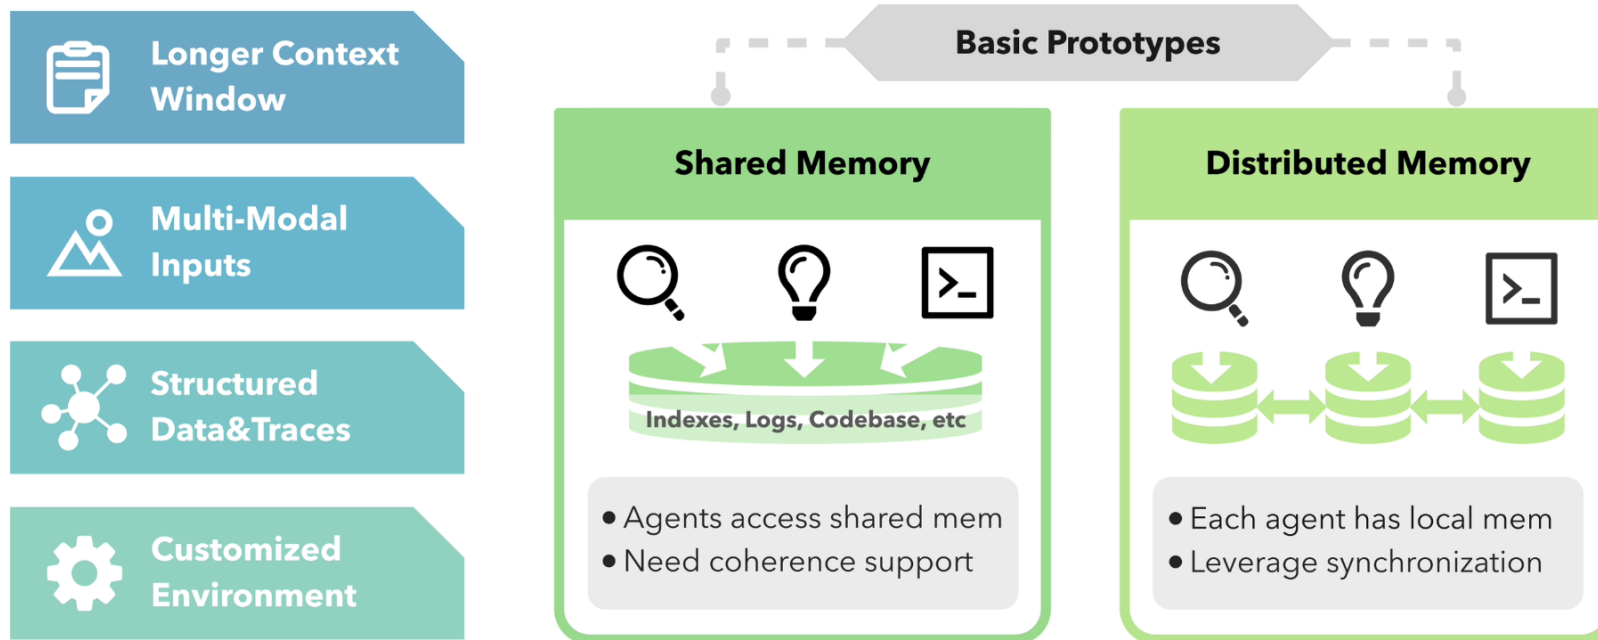 Longer Context
Window
Multi-Modal
Inputs
Structured
Data&Traces
Customized
Environment
Basic Prototypes
Shared Memory
>_
Indexes, Logs, Codebase, etc
• Agents access shared mem
• Need coherence support
Distributed Memory
>_
• Each agent has local mem
• Leverage synchronization